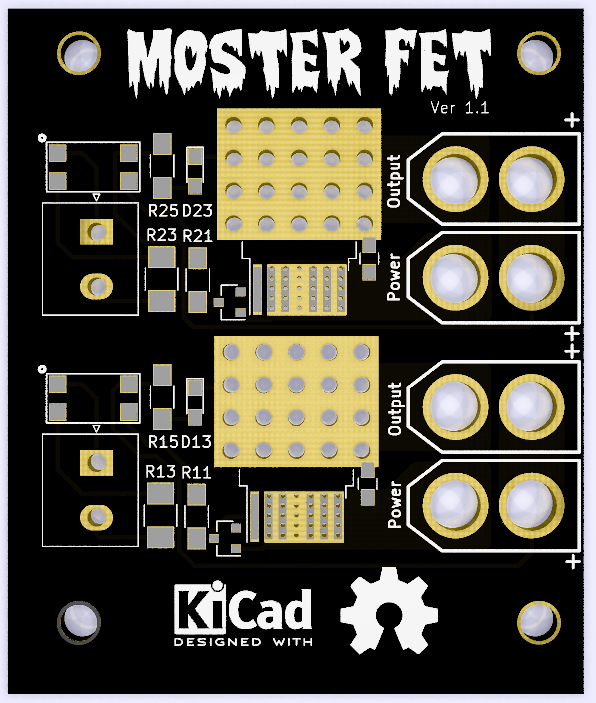 MOSTER FET
Ver 1.1
+
Output
R25 D23
R23 R21
Power
+
+
Output
R15 D13
R13 R11
Power
+
KiCad
DESIGNED WITH